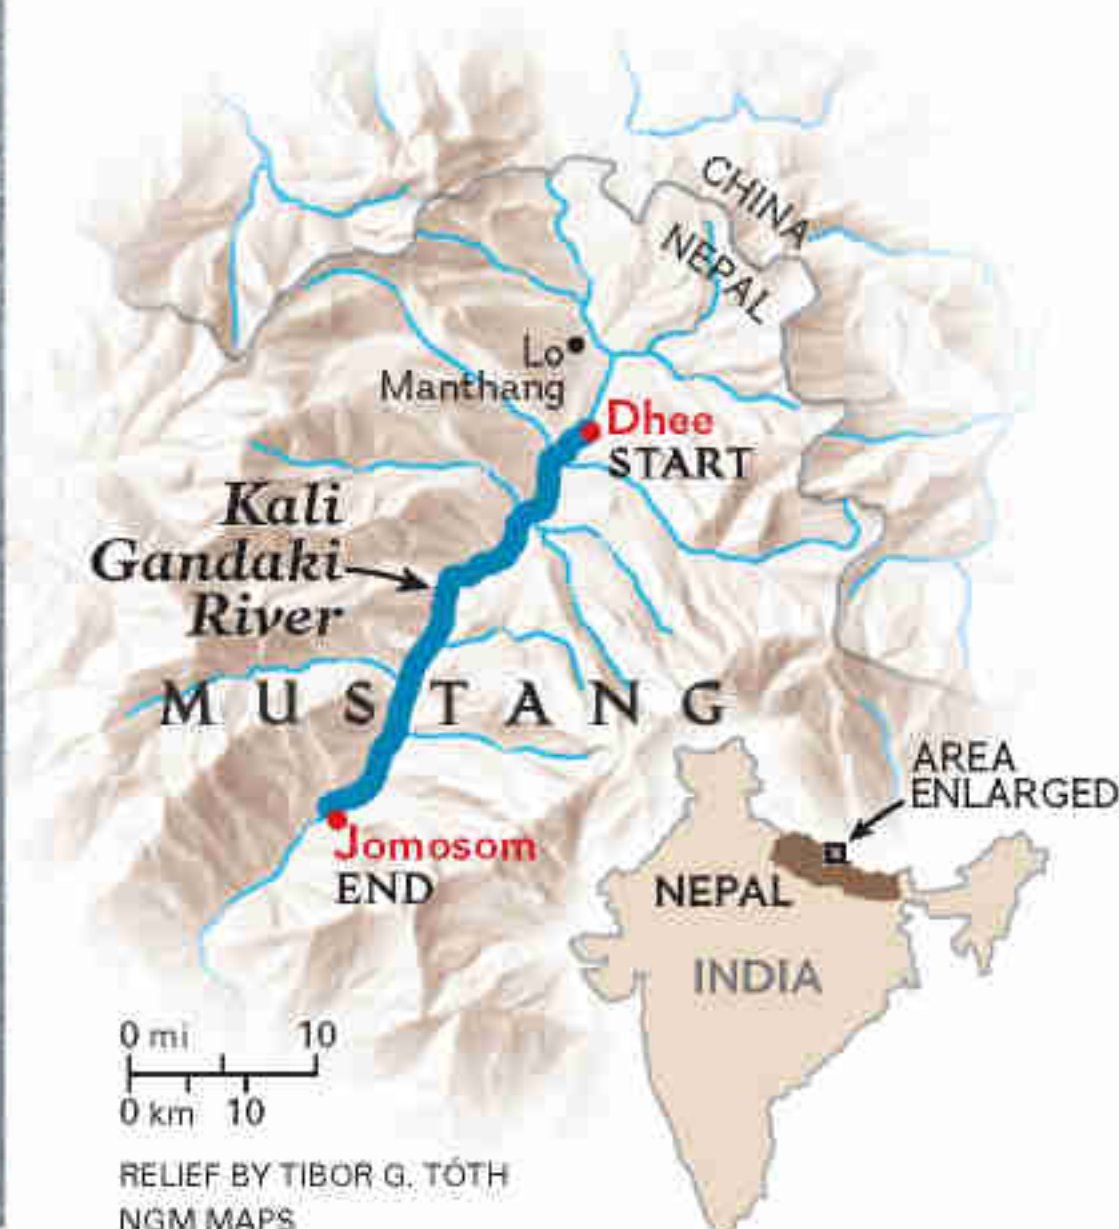 CHINA
NEPAL
Lo
Manthang
Dhee
START
Kali
Gandaki
River
MUSTANG
AREA
ENLARGED
Jomosom
END
NEPAL
INDIA
0 mi 10
0 km 10
RELIEF BY TIBOR G. TÓTH
NGM MAPS